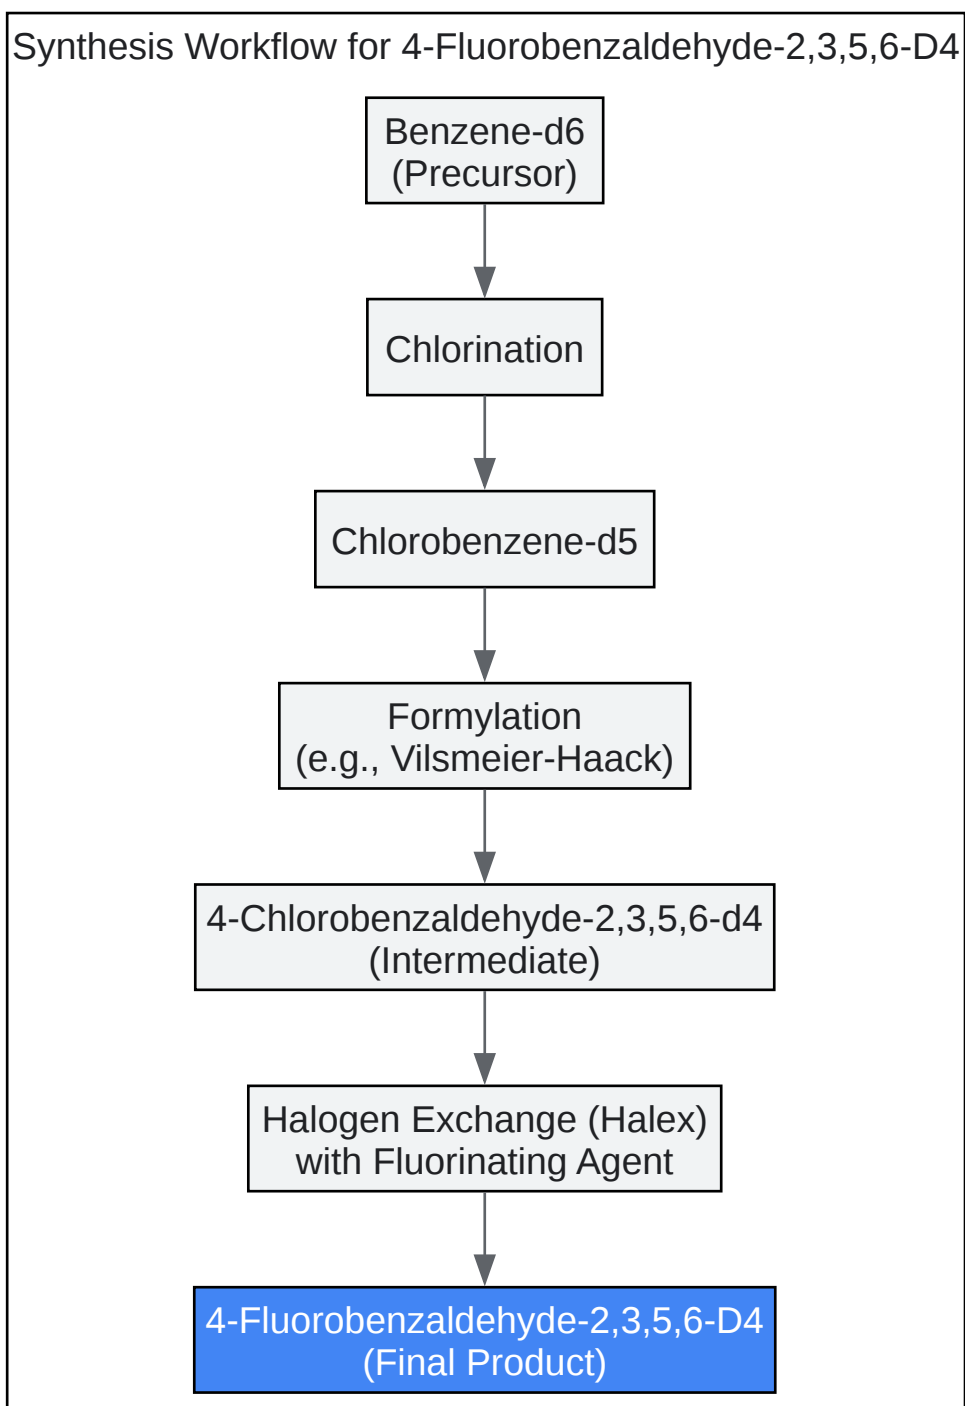 Synthesis Workflow for 4-Fluorobenzaldehyde-2,3,5,6-D4
Benzene-d6
(Precursor)
Chlorination
Chlorobenzene-d5
Formylation
(e.g., Vilsmeier-Haack)
4-Chlorobenzaldehyde-2,3,5,6-d4
(Intermediate)
Halogen Exchange (Halex)
with Fluorinating Agent
4-Fluorobenzaldehyde-2,3,5,6-D4
(Final Product)